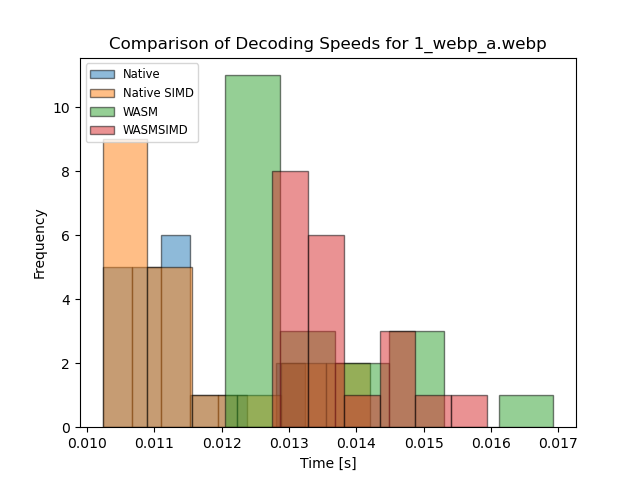 Comparison of Decoding Speeds for 1_webp_a.webp
Native
Native SIMD
WASM
WASMSIMD
Frequency
10
8
6
4
2
0
0.010 0.011 0.012 0.013 0.014 0.015 0.016 0.017
Time [s]